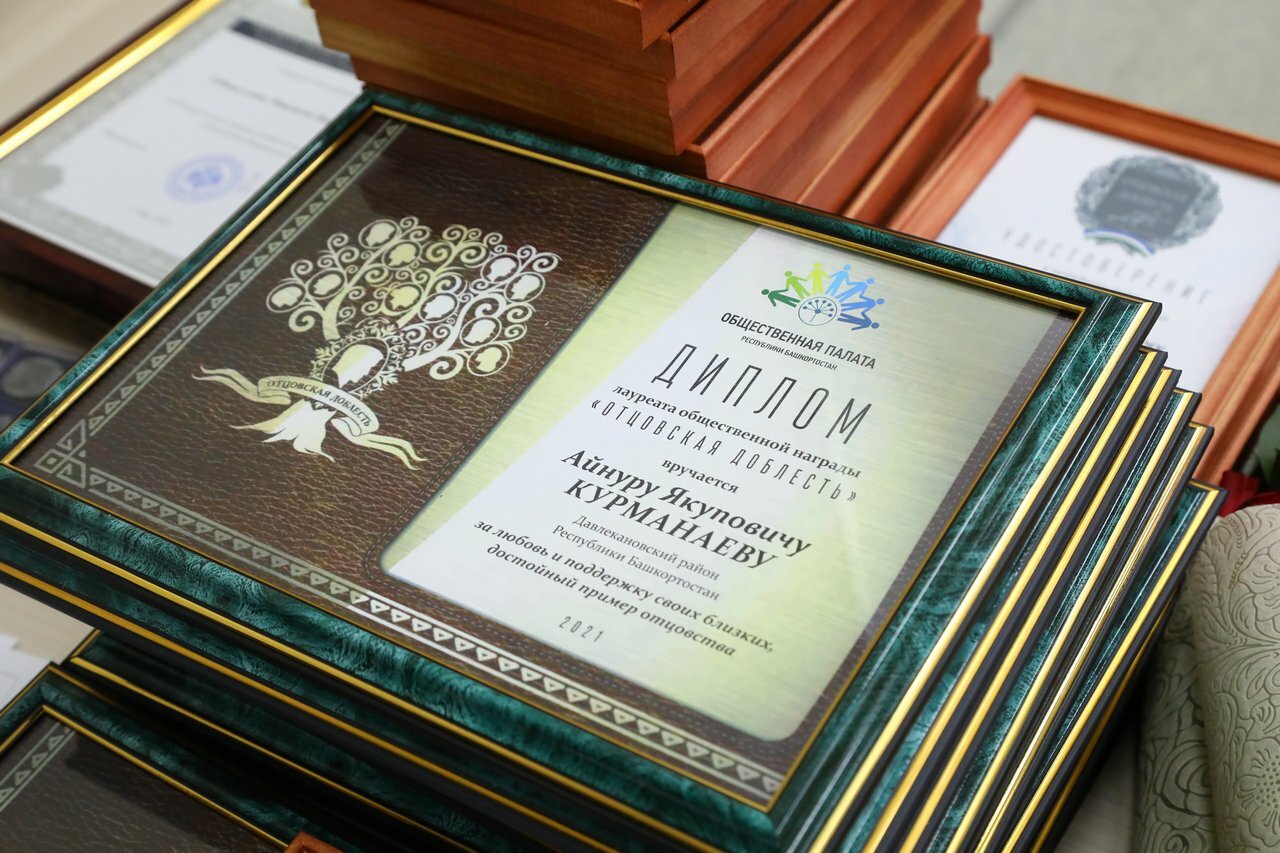 ОТЦОВСКАЯ ДОБЛЕСТЬ
ОБЩЕСТВЕННАЯ ПАЛАТА
РЕСПУБЛИКИ БАШКОРТОСТАН
ДИПЛОМ
лауреата общественной награды
«ОТЦОВСКАЯ ДОБЛЕСТЬ»
вручается
Айнуру Якуповичу
КУРМАНАЕВУ
Давлекановский район
Республики Башкортостан
за любовь и поддержку своих близких,
достойный пример отцовства
2021
УДОСТОВЕРЕНИЕ